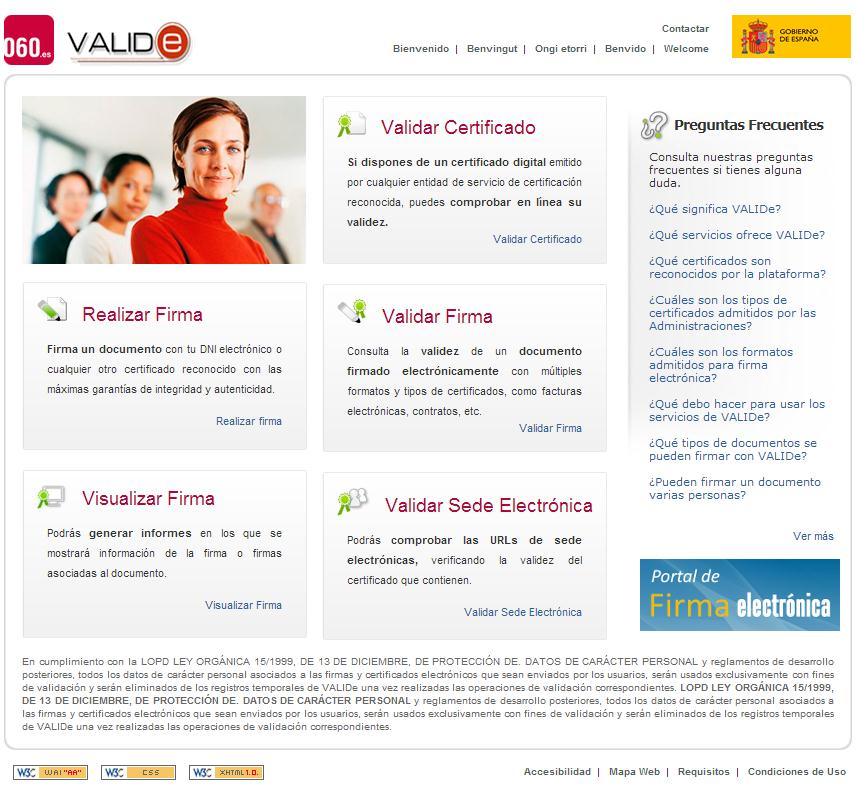 060.es
VALIDe
Contactar
Bienvenido | Benvingut | Ongi etorri | Benvido | Welcome
GOBIERNO
DE ESPAÑA
Validar Certificado
Si dispones de un certificado digital emitido
por cualquier entidad de servicio de certificación
reconocida, puedes comprobar en línea su
validez.
Validar Certificado
Realizar Firma
Firma un documento con tu DNI electrónico o
cualquier otro certificado reconocido con las
máximas garantías de integridad y autenticidad.
Realizar firma
Validar Firma
Consulta la validez de un documento
firmado electrónicamente con múltiples
formatos y tipos de certificados, como facturas
electrónicas, contratos, etc.
Validar Firma
Visualizar Firma
Podrás generar informes en los que se
mostrará información de la firma o firmas
asociadas al documento.
Visualizar Firma
Validar Sede Electrónica
Podrás comprobar las URLs de sede
electrónicas, verificando la validez del
certificado que contienen.
Validar Sede Electrónica
Preguntas Frecuentes
Consulta nuestras preguntas
frecuentes si tienes alguna
duda.
¿Qué significa VALIDe?
¿Qué servicios ofrece VALIDe?
¿Qué certificados son
reconocidos por la plataforma?
¿Cuáles son los tipos de
certificados admitidos por las
Administraciones?
¿Cuáles son los formatos
admitidos para firma
electrónica?
¿Qué debo hacer para usar los
servicios de VALIDe?
¿Qué tipos de documentos se
pueden firmar con VALIDe?
¿Pueden firmar un documento
varias personas?
Ver más
Portal de
Firma electrónica
En cumplimiento con la LOPD LEY ORGÁNICA 15/1999, DE 13 DE DICIEMBRE, DE PROTECCIÓN DE. DATOS DE CARÁCTER PERSONAL y reglamentos de desarrollo
posteriores, todos los datos de carácter personal asociados a las firmas y certificados electrónicos que sean enviados por los usuarios, serán usados exclusivamente con fines
de validación y serán eliminados de los registros temporales de VALIDe una vez realizadas las operaciones de validación correspondientes. LOPD LEY ORGÁNICA 15/1999,
DE 13 DE DICIEMBRE, DE PROTECCIÓN DE. DATOS DE CARÁCTER PERSONAL y reglamentos de desarrollo posteriores, todos los datos de carácter personal asociados a
las firmas y certificados electrónicos que sean enviados por los usuarios, serán usados exclusivamente con fines de validación y serán eliminados de los registros temporales
de VALIDe una vez realizadas las operaciones de validación correspondientes.
W3C WAI "AA"
W3C CSS
W3C XHTML 1.0.
Accesibilidad | Mapa Web | Requisitos | Condiciones de Uso